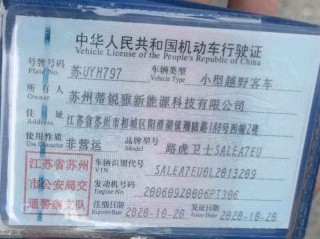 中华人民共和国机动车行驶证
Vehicle License of the People's Republic of China
号牌号码 苏UYH797 车辆类型 小型越野客车
Plate No. Vehicle Type
所有人 苏州蒂锐雅新能源科技有限公司
Owner
住址 江苏省苏州市相城区阳澄湖镇湘陆路180号西面2楼
Address
使用性质 非营运 品牌型号 路虎卫士SALEA7EU
Use Character Model
江苏省苏州
市公安局交
通警察支队
车辆识别代号
VIN
发动机号码
Engine No.
注册日期 2020-10-28 发证日期 2020-10-28
Register Date Issue Date